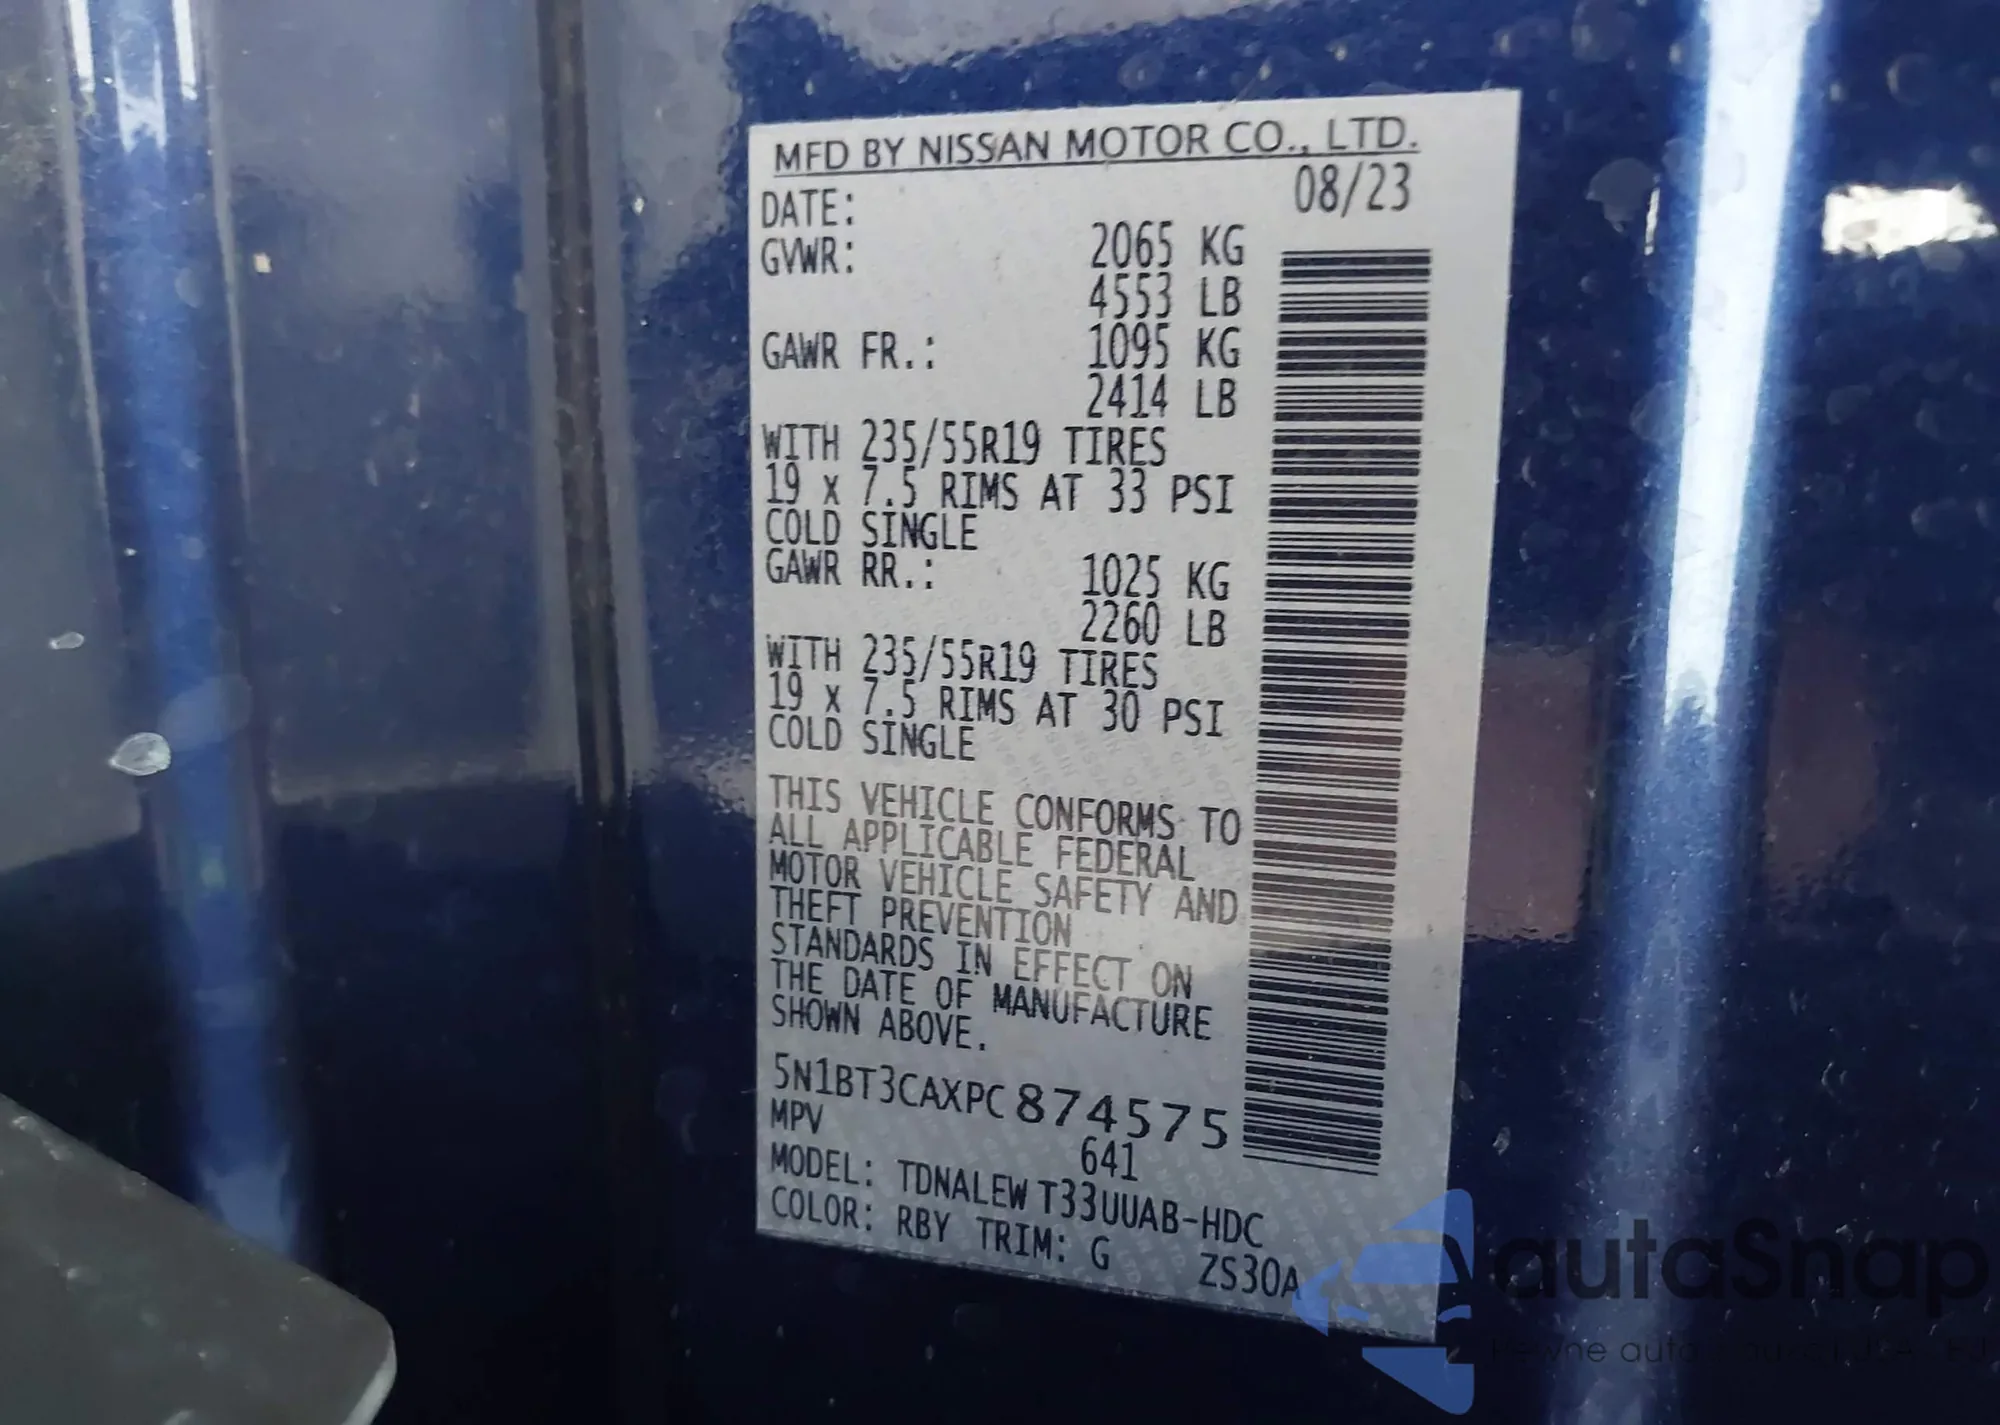 MFD BY NISSAN MOTOR CO., LTD.
DATE: 08/23
GVWR: 2065 KG
4553 LB
GAWR FR.: 1095 KG
2414 LB
WITH 235/55R19 TIRES
19 x 7.5 RIMS AT 33 PSI
COLD SINGLE
GAWR RR.: 1025 KG
2260 LB
WITH 235/55R19 TIRES
19 x 7.5 RIMS AT 30 PSI
COLD SINGLE
THIS VEHICLE CONFORMS TO
ALL APPLICABLE FEDERAL
MOTOR VEHICLE SAFETY AND
THEFT PREVENTION
STANDARDS IN EFFECT ON
THE DATE OF MANUFACTURE
SHOWN ABOVE.
5N1BT3CAXPC874575
MPV 641
MODEL: TDNALEW T33UUAB-HDC
COLOR: RBY TRIM: G ZS30A
autaSnap
auta